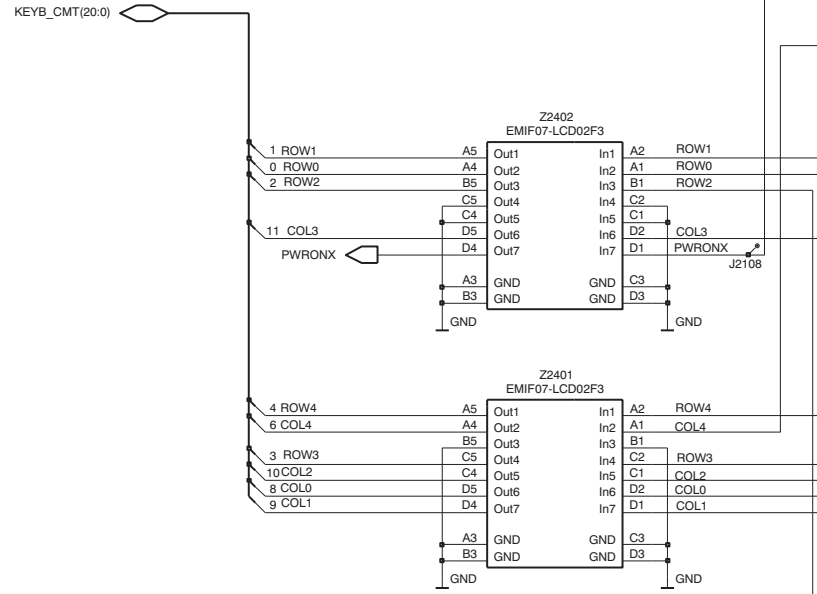 KEYB_CMT(20:0)
Z2402
EMIF07-LCD02F3
1 ROW1 A5 Out1 In1 A2 ROW1
0 ROW0 A4 Out2 In2 A1 ROW0
2 ROW2 B5 Out3 In3 B1 ROW2
C5 Out4 In4 C2
C4 Out5 In5 C1
11 COL3 D5 Out6 In6 D2 COL3
PWRONX D4 Out7 In7 D1 PWRONX
J2108
A3 GND GND C3
B3 GND GND D3
GND GND
Z2401
EMIF07-LCD02F3
4 ROW4 A5 Out1 In1 A2 ROW4
6 COL4 A4 Out2 In2 A1 COL4
B5 Out3 In3 B1
3 ROW3 C5 Out4 In4 C2 ROW3
10 COL2 C4 Out5 In5 C1 COL2
8 COL0 D5 Out6 In6 D2 COL0
9 COL1 D4 Out7 In7 D1 COL1
A3 GND GND C3
B3 GND GND D3
GND GND